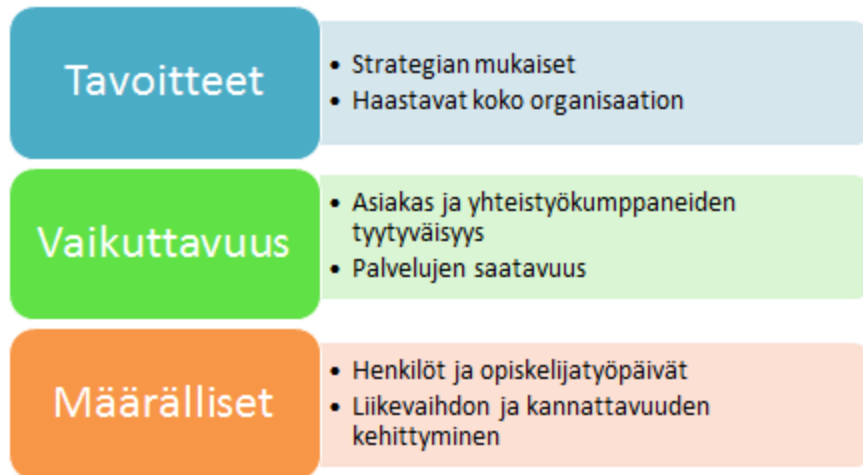 Tavoitteet
• Strategian mukaiset
• Haastavat koko organisaation
Vaikuttavuus
• Asiakas ja yhteistyökumppaneiden
tyytyväisyys
• Palvelujen saatavuus
Määrälliset
• Henkilöt ja opiskelijatyöpäivät
• Liikevaihdon ja kannattavuuden
kehittyminen